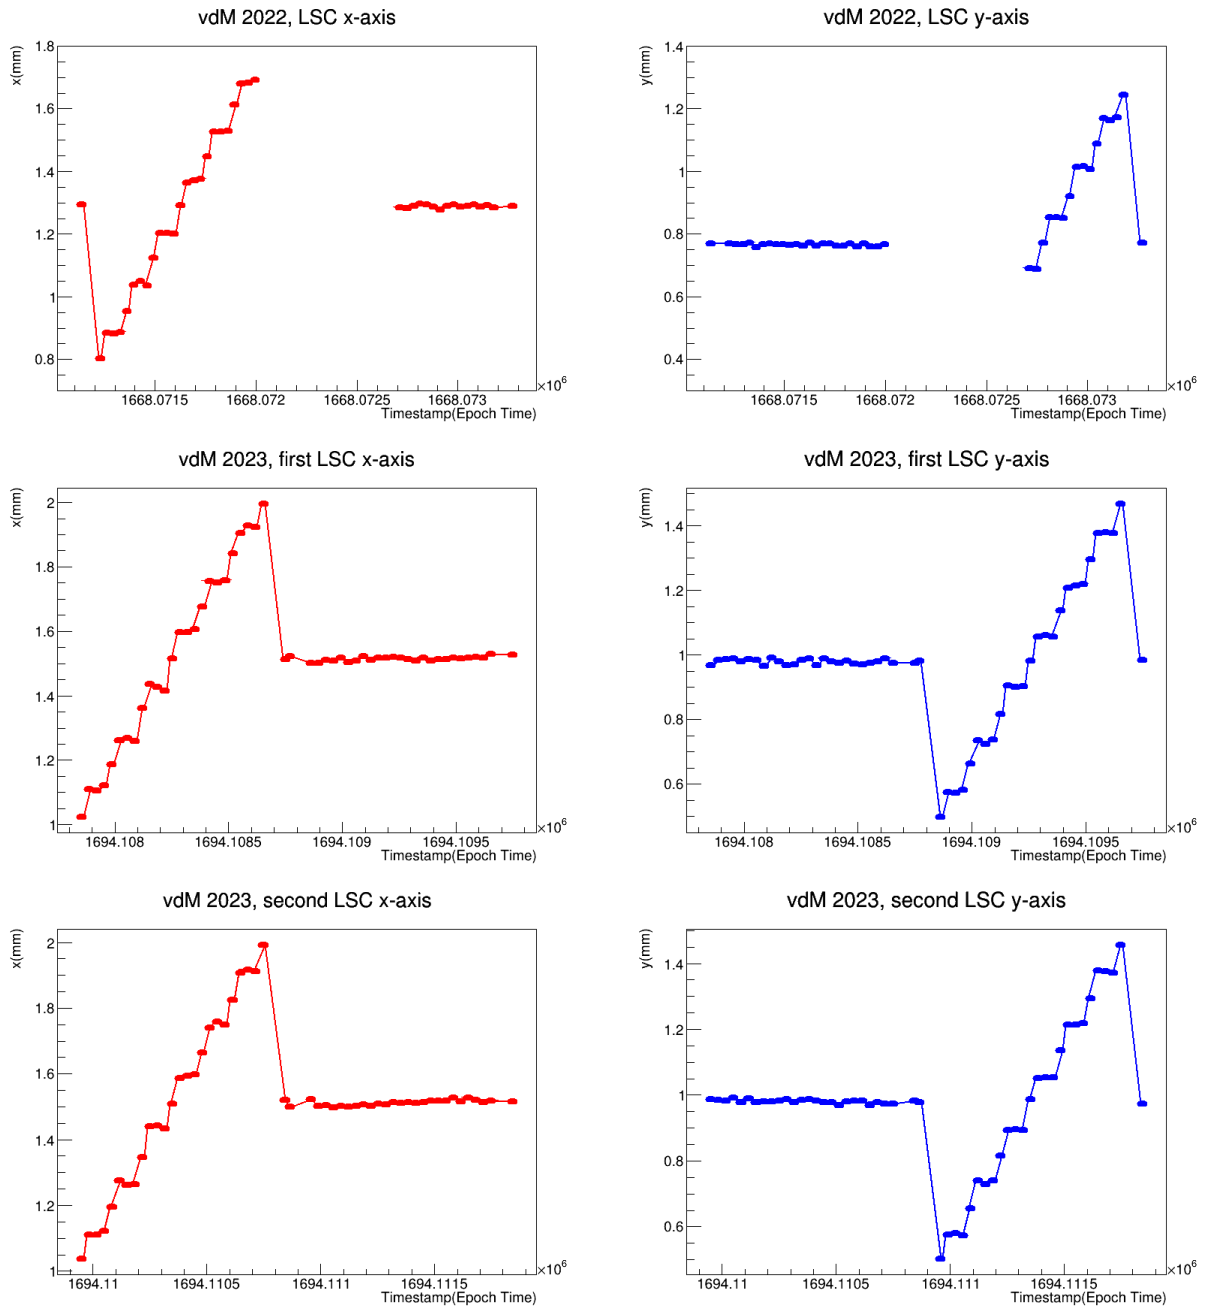 vdM 2022, LSC x-axis
x(mm)
1.8
1.6
1.4
1.2
1
0.8
1668.0715 1668.072 1668.0725 1668.073
×10⁶
Timestamp(Epoch Time)
vdM 2022, LSC y-axis
y(mm)
1.4
1.2
1
0.8
0.6
0.4
1668.0715 1668.072 1668.0725 1668.073
×10⁶
Timestamp(Epoch Time)
vdM 2023, first LSC x-axis
x(mm)
2
1.8
1.6
1.4
1.2
1
1694.108 1694.1085 1694.109 1694.1095
×10⁶
Timestamp(Epoch Time)
vdM 2023, first LSC y-axis
y(mm)
1.4
1.2
1
0.8
0.6
1694.108 1694.1085 1694.109 1694.1095
×10⁶
Timestamp(Epoch Time)
vdM 2023, second LSC x-axis
x(mm)
2
1.8
1.6
1.4
1.2
1
1694.11 1694.1105 1694.111 1694.1115
×10⁶
Timestamp(Epoch Time)
vdM 2023, second LSC y-axis
y(mm)
1.4
1.2
1
0.8
0.6
1694.11 1694.1105 1694.111 1694.1115
×10⁶
Timestamp(Epoch Time)